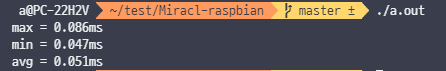 a@PC-22H2V ~/test/Miracl-raspbian master ± ./a.out
max = 0.086ms
min = 0.047ms
avg = 0.051ms